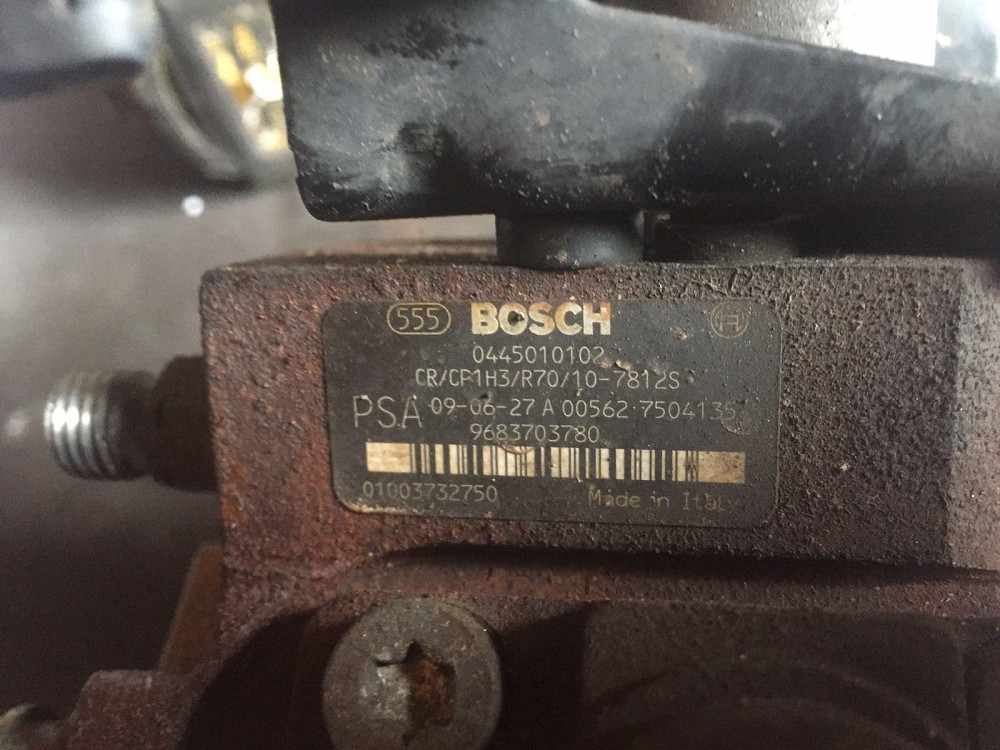 555 BOSCH
0445010102
CR/CP1H3/R70/10-7812S
PSA 09-06-27 A 00562 7504135
9683703780
01003732750 Made in Italy